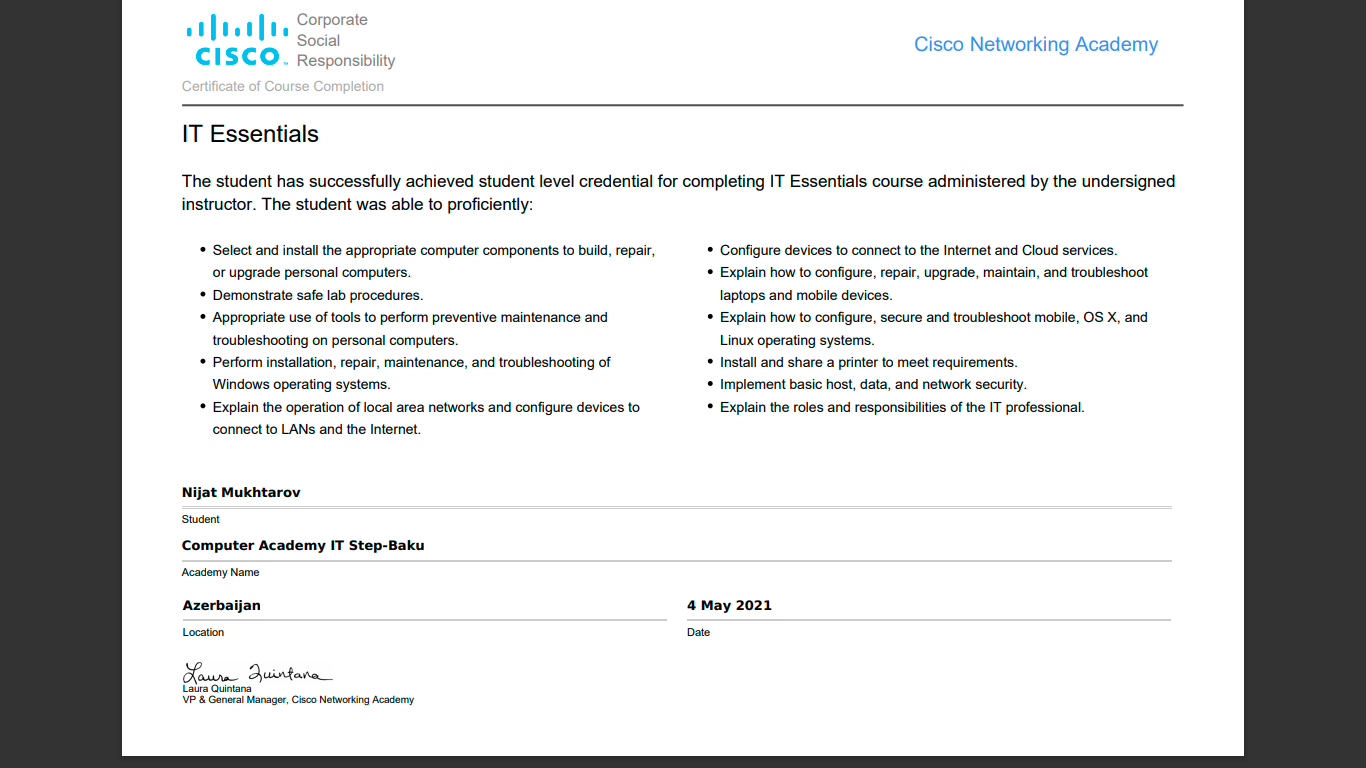 Corporate
Social
Responsibility
CISCO™
Cisco Networking Academy
Certificate of Course Completion
IT Essentials
The student has successfully achieved student level credential for completing IT Essentials course administered by the undersigned
instructor. The student was able to proficiently:
• Select and install the appropriate computer components to build, repair,
or upgrade personal computers.
• Demonstrate safe lab procedures.
• Appropriate use of tools to perform preventive maintenance and
troubleshooting on personal computers.
• Perform installation, repair, maintenance, and troubleshooting of
Windows operating systems.
• Explain the operation of local area networks and configure devices to
connect to LANs and the Internet.
• Configure devices to connect to the Internet and Cloud services.
• Explain how to configure, repair, upgrade, maintain, and troubleshoot
laptops and mobile devices.
• Explain how to configure, secure and troubleshoot mobile, OS X, and
Linux operating systems.
• Install and share a printer to meet requirements.
• Implement basic host, data, and network security.
• Explain the roles and responsibilities of the IT professional.
Nijat Mukhtarov
Student
Computer Academy IT Step-Baku
Academy Name
Azerbaijan
Location
4 May 2021
Date
Laura Quintana
Laura Quintana
VP & General Manager, Cisco Networking Academy